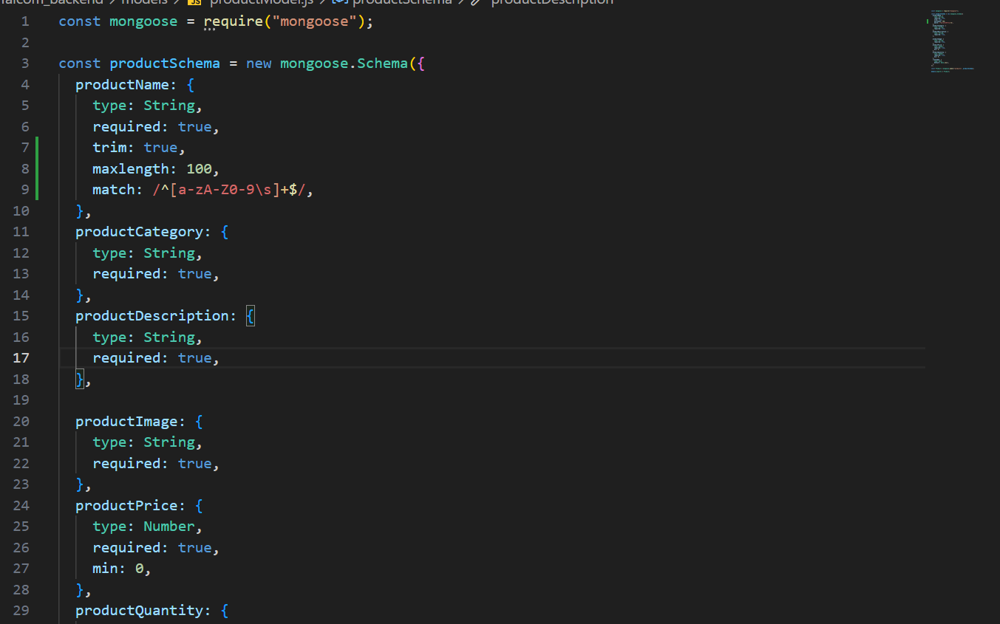 falcom_backend > models > JS productModel.js > productSchema > productDescription
1 const mongoose = require("mongoose");
2
3 const productSchema = new mongoose.Schema({
4 productName: {
5 type: String,
6 required: true,
7 trim: true,
8 maxlength: 100,
9 match: /^[a-zA-Z0-9\s]+$/,
10 },
11 productCategory: {
12 type: String,
13 required: true,
14 },
15 productDescription: {
16 type: String,
17 required: true,
18 },
19
20 productImage: {
21 type: String,
22 required: true,
23 },
24 productPrice: {
25 type: Number,
26 required: true,
27 min: 0,
28 },
29 productQuantity: {